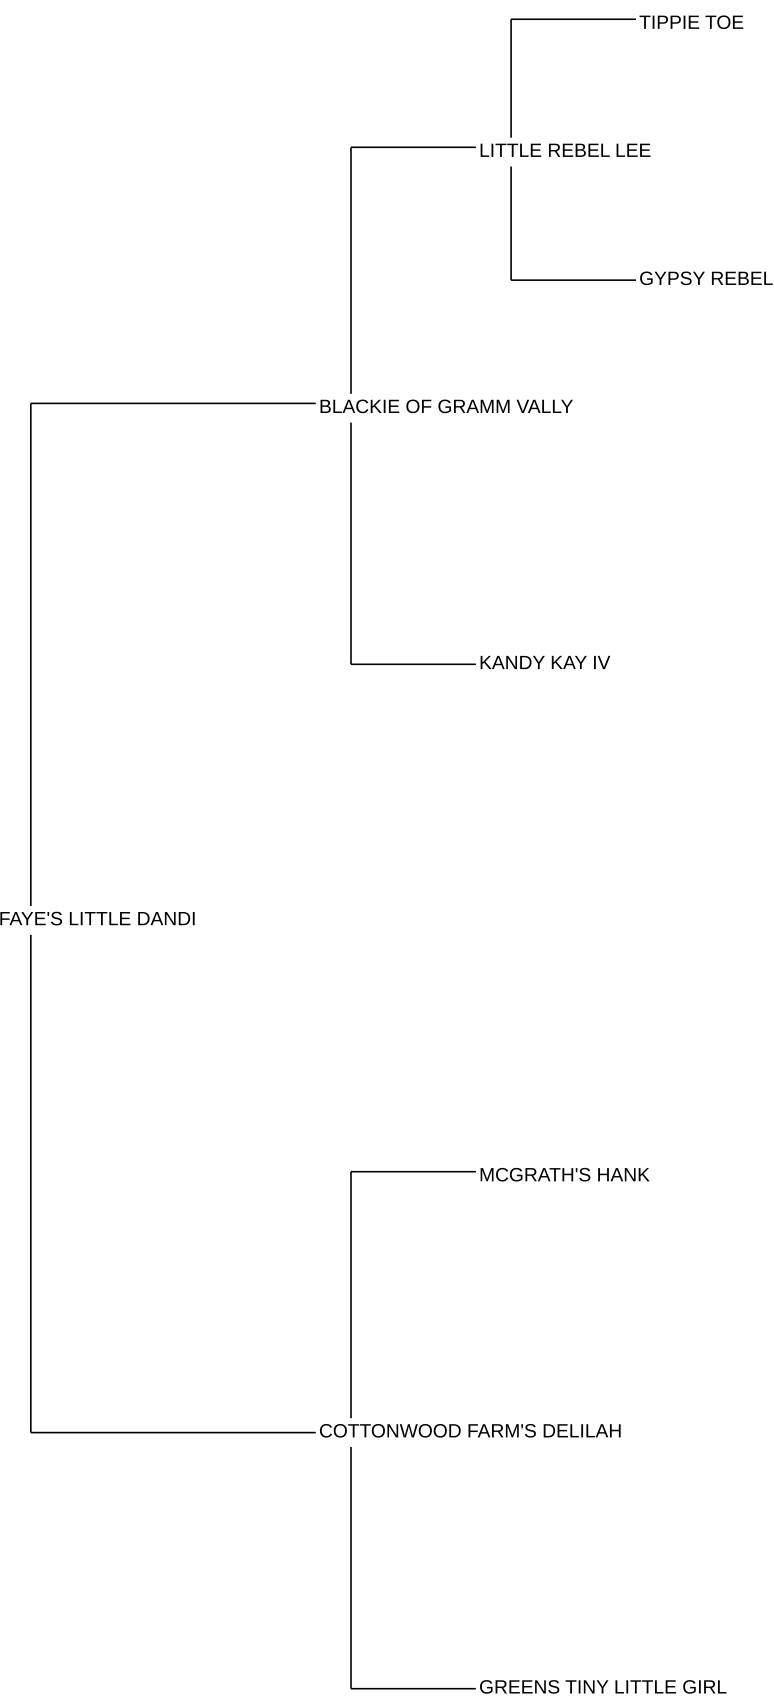 TIPPIE TOE
LITTLE REBEL LEE
GYPSY REBEL
BLACKIE OF GRAMM VALLY
KANDY KAY IV
FAYE'S LITTLE DANDI
MCGRATH'S HANK
COTTONWOOD FARM'S DELILAH
GREENS TINY LITTLE GIRL